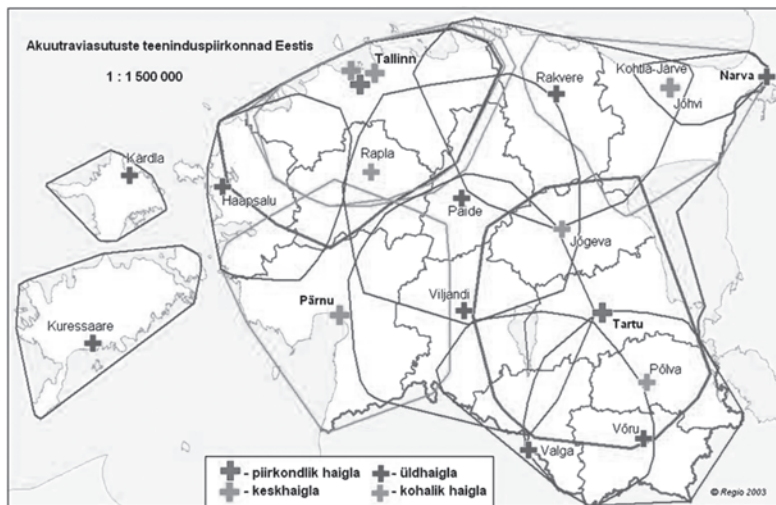 Akuutraviasutuste teeninduspiirkonnad Eestis
1 : 1 500 000
Tallinn
Rakvere
Kohtla-Järve
Narva
Jõhvi
Kärdla
Rapla
Haapsalu
Paide
Jõgeva
Pärnu
Viljandi
Tartu
Kuressaare
Põlva
Võru
Valga
- piirkondlik haigla
- üldhaigla
- keskhaigla
- kohalik haigla
© Regio 2003